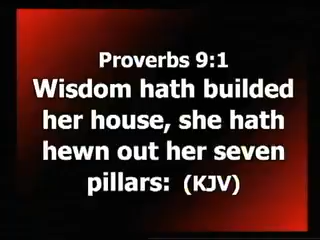 Proverbs 9:1
Wisdom hath builded
her house, she hath
hewn out her seven
pillars: (KJV)